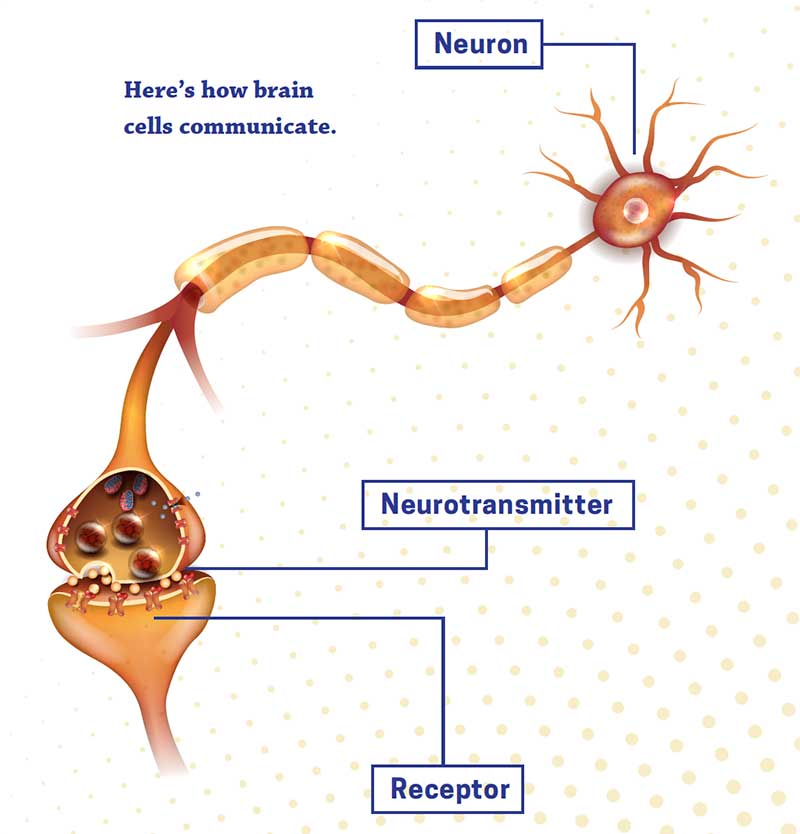 Neuron
Here’s how brain
cells communicate.
Neurotransmitter
Receptor